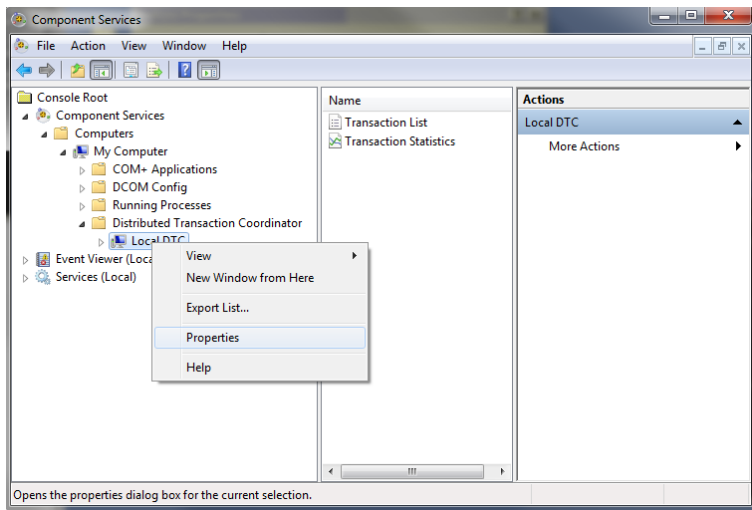 Component Services
File Action View Window Help
Console Root
Component Services
Computers
My Computer
COM+ Applications
DCOM Config
Running Processes
Distributed Transaction Coordinator
Local DTC
Event Viewer (Loca
Services (Local)
View
New Window from Here
Export List...
Properties
Help
Name
Transaction List
Transaction Statistics
Actions
Local DTC
More Actions
Opens the properties dialog box for the current selection.